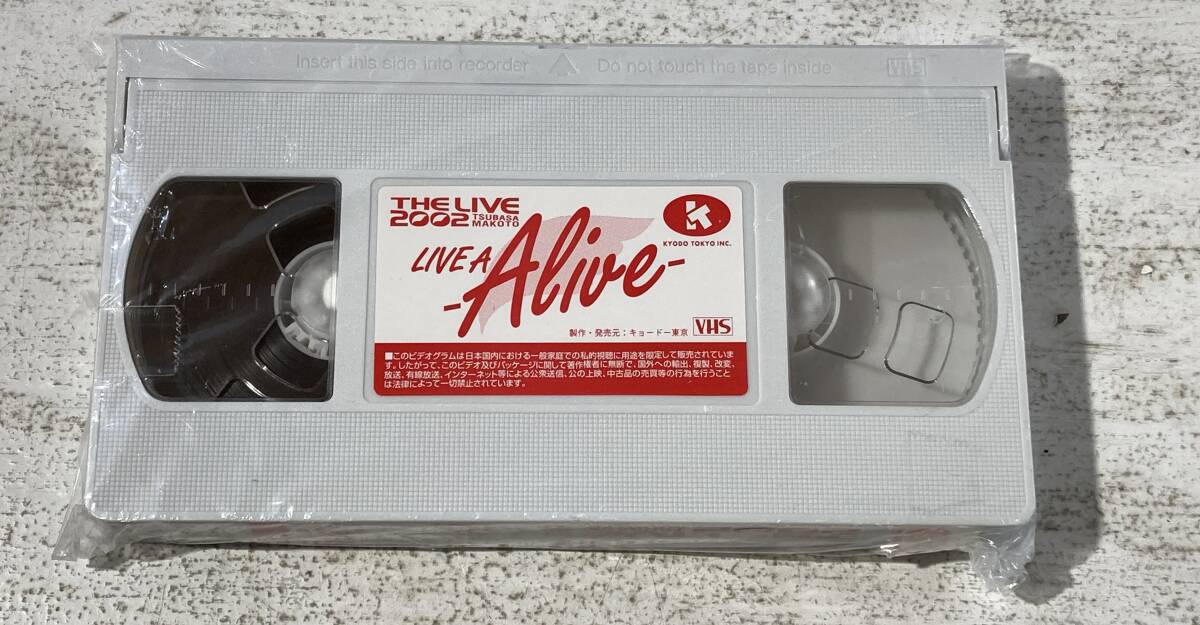 Insert this side into recorder Do not touch the tape inside VHS
THE LIVE
2002 TSUBASA
MAKOTO
LIVE A
-Alive-
K
KYODO TOKYO INC.
製作・発売元：キョードー東京 VHS
■このビデオグラムは日本国内における一般家庭での私的視聴に用途を限定して販売されていま
す。したがって、このビデオ及びパッケージに関して著作権者に無断で、国外への輸出、複製、改変、
放送、有線放送、インターネット等による公衆送信、公の上映、中古品の売買等の行為を行うこと
は法律によって一切禁止されています。